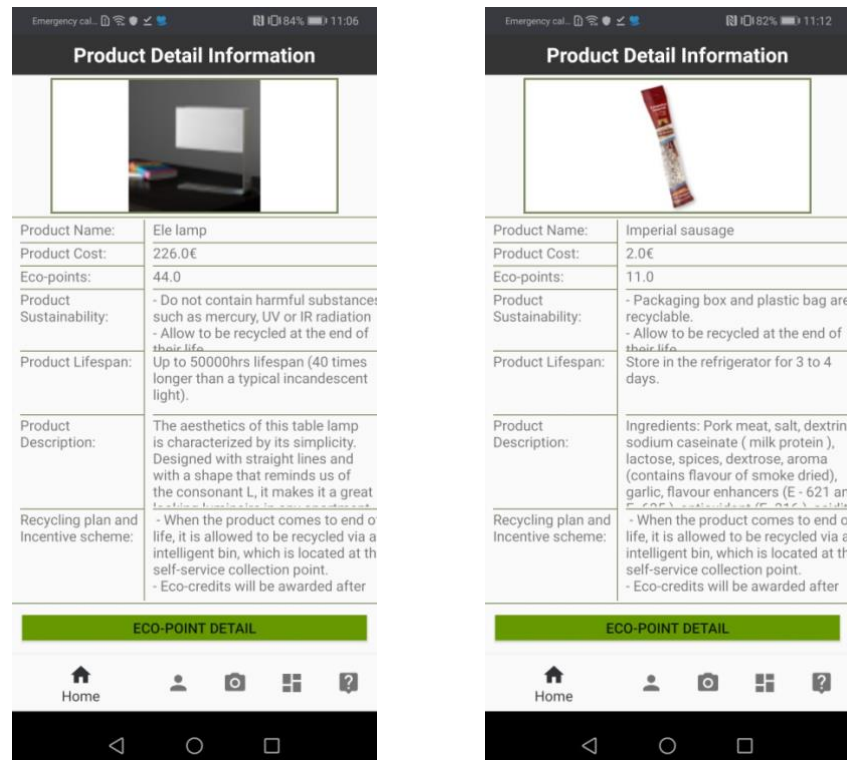 Emergency cal... 84% 11:06
Product Detail Information
Product Name: Ele lamp
Product Cost: 226.0€
Eco-points: 44.0
Product Sustainability:
- Do not contain harmful substances
such as mercury, UV or IR radiation
- Allow to be recycled at the end of
their life
Product Lifespan:
Up to 50000hrs lifespan (40 times
longer than a typical incandescent
light).
Product Description:
The aesthetics of this table lamp
is characterized by its simplicity.
Designed with straight lines and
with a shape that reminds us of
the consonant L, it makes it a great
Recycling plan and
Incentive scheme:
- When the product comes to end
life, it is allowed to be recycled via
intelligent bin, which is located at
self-service collection point.
- Eco-credits will be awarded after
ECO-POINT DETAIL
Home
Emergency cal... 82% 11:12
Product Detail Information
Product Name: Imperial sausage
Product Cost: 2.0€
Eco-points: 11.0
Product Sustainability:
- Packaging box and plastic bag are
recyclable.
- Allow to be recycled at the end of
their life
Product Lifespan:
Store in the refrigerator for 3 to 4
days.
Product Description:
Ingredients: Pork meat, salt, dextrin
sodium caseinate ( milk protein ),
lactose, spices, dextrose, aroma
(contains flavour of smoke dried),
garlic, flavour enhancers (E - 621
Recycling plan and
Incentive scheme:
- When the product comes to end
life, it is allowed to be recycled via
intelligent bin, which is located at
self-service collection point.
- Eco-credits will be awarded after
ECO-POINT DETAIL
Home